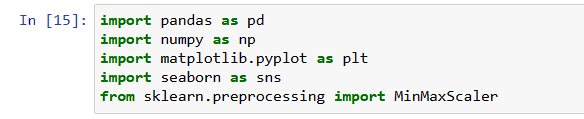 In [15]: import pandas as pd
import numpy as np
import matplotlib.pyplot as plt
import seaborn as sns
from sklearn.preprocessing import MinMaxScaler